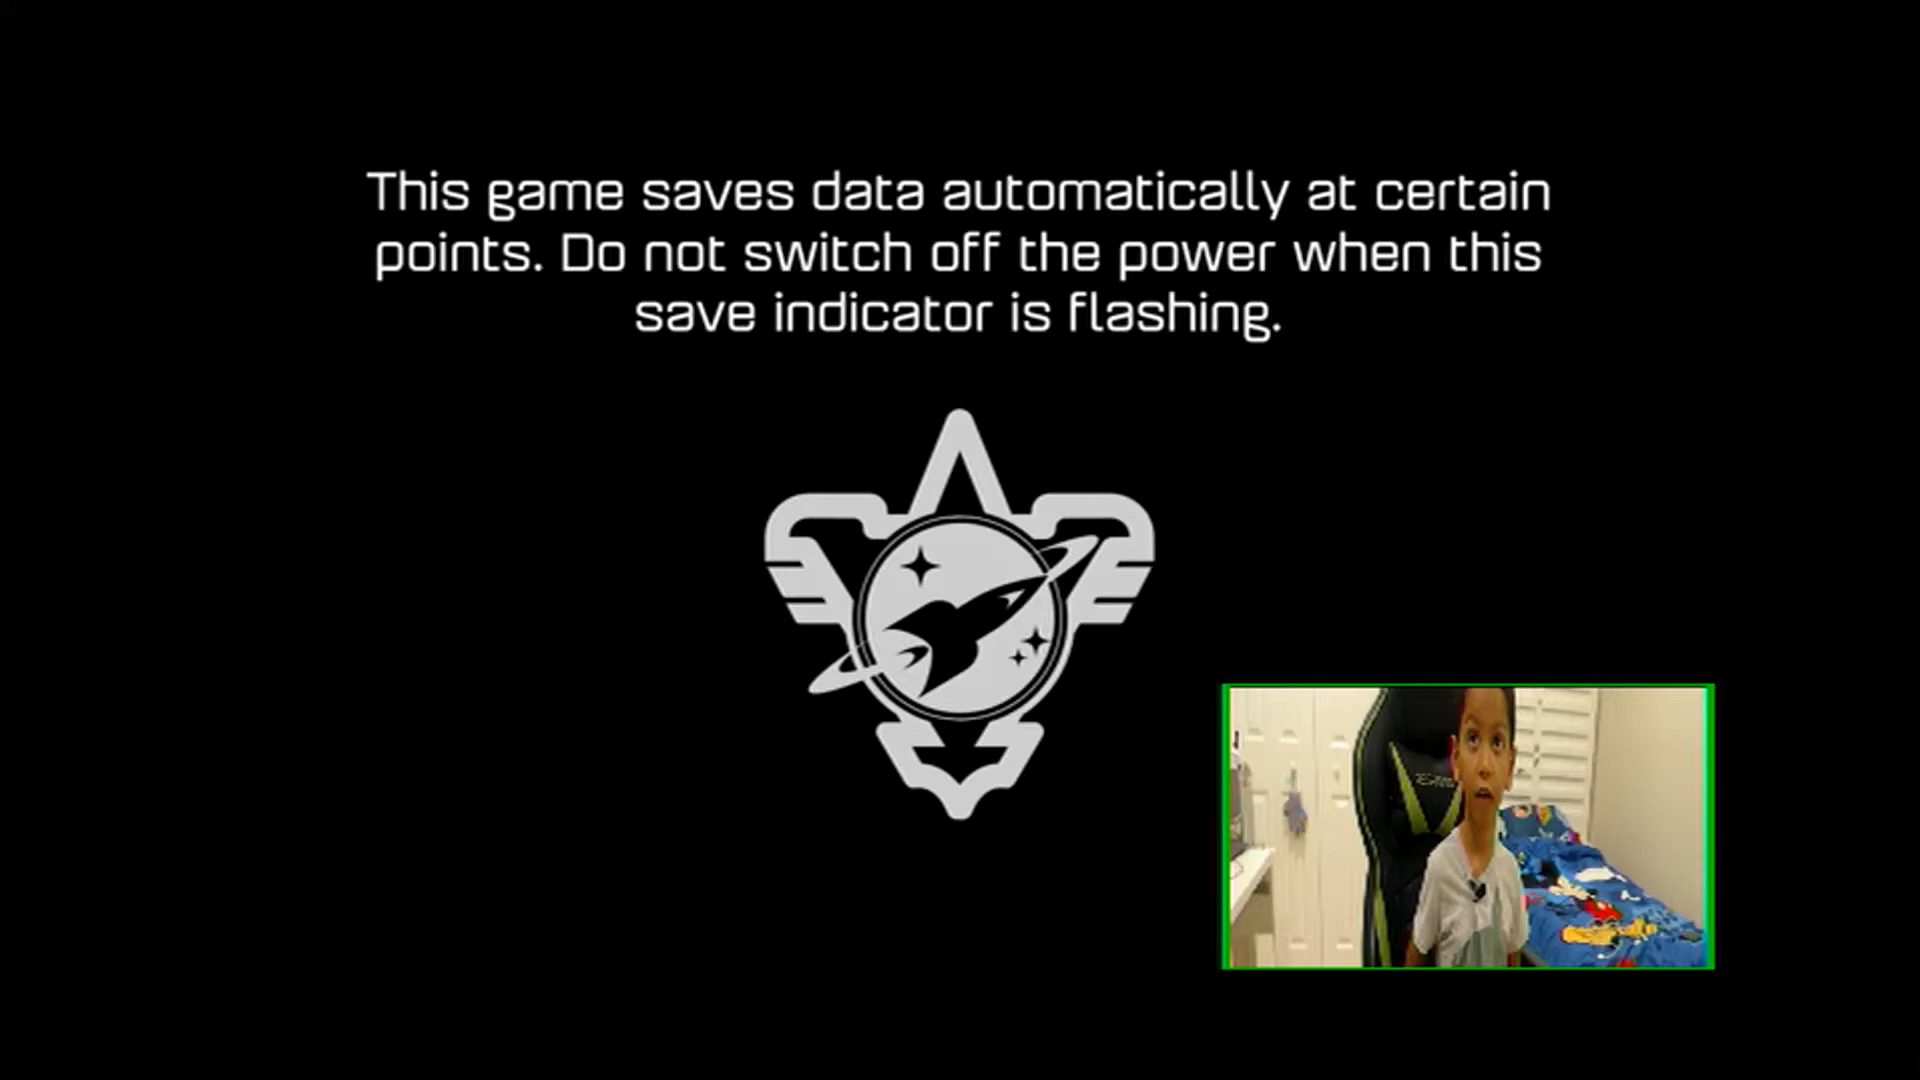 This game saves data automatically at certain
points. Do not switch off the power when this
save indicator is flashing.